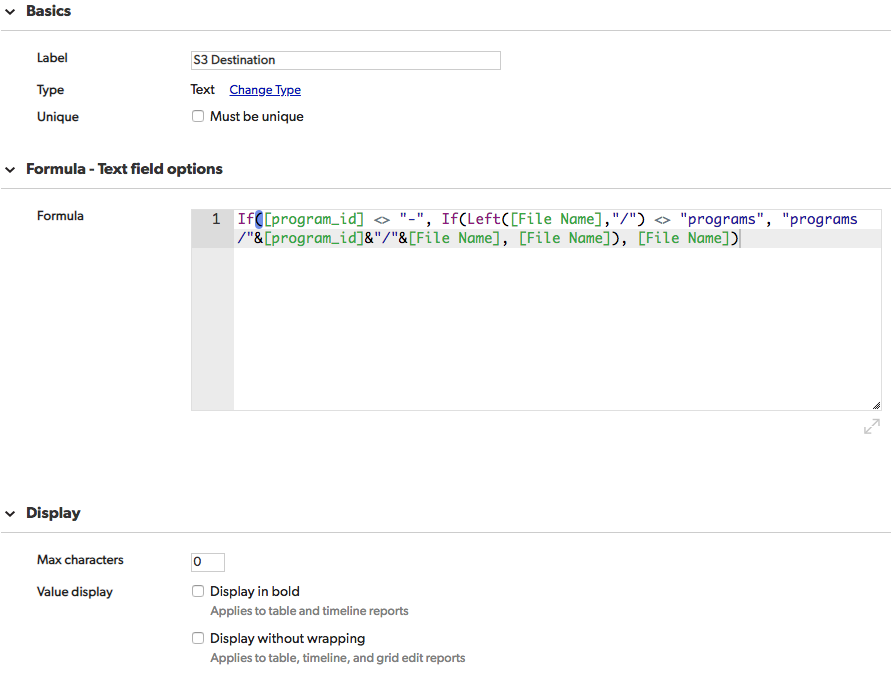 Basics
Label S3 Destination
Type Text Change Type
Unique Must be unique
Formula - Text field options
Formula 1 If([program_id] <> "-", If(Left([File Name],"/") <> "programs", "programs
/"&[program_id]&"/"&[File Name], [File Name]), [File Name])
Display
Max characters 0
Value display Display in bold
Applies to table and timeline reports
Display without wrapping
Applies to table, timeline, and grid edit reports